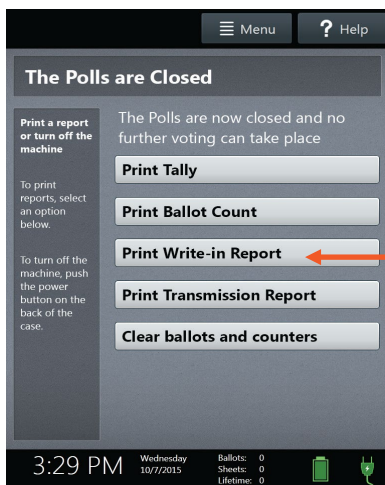 Menu
? Help
The Polls are Closed
Print a report
or turn off the
machine
To print
reports, select
an option
below.
To turn off the
machine, push
the power
button on the
back of the
case.
The Polls are now closed and no
further voting can take place
Print Tally
Print Ballot Count
Print Write-in Report
Print Transmission Report
Clear ballots and counters
3:29 PM
Wednesday
10/7/2015
Ballots: 0
Sheets: 0
Lifetime: 0